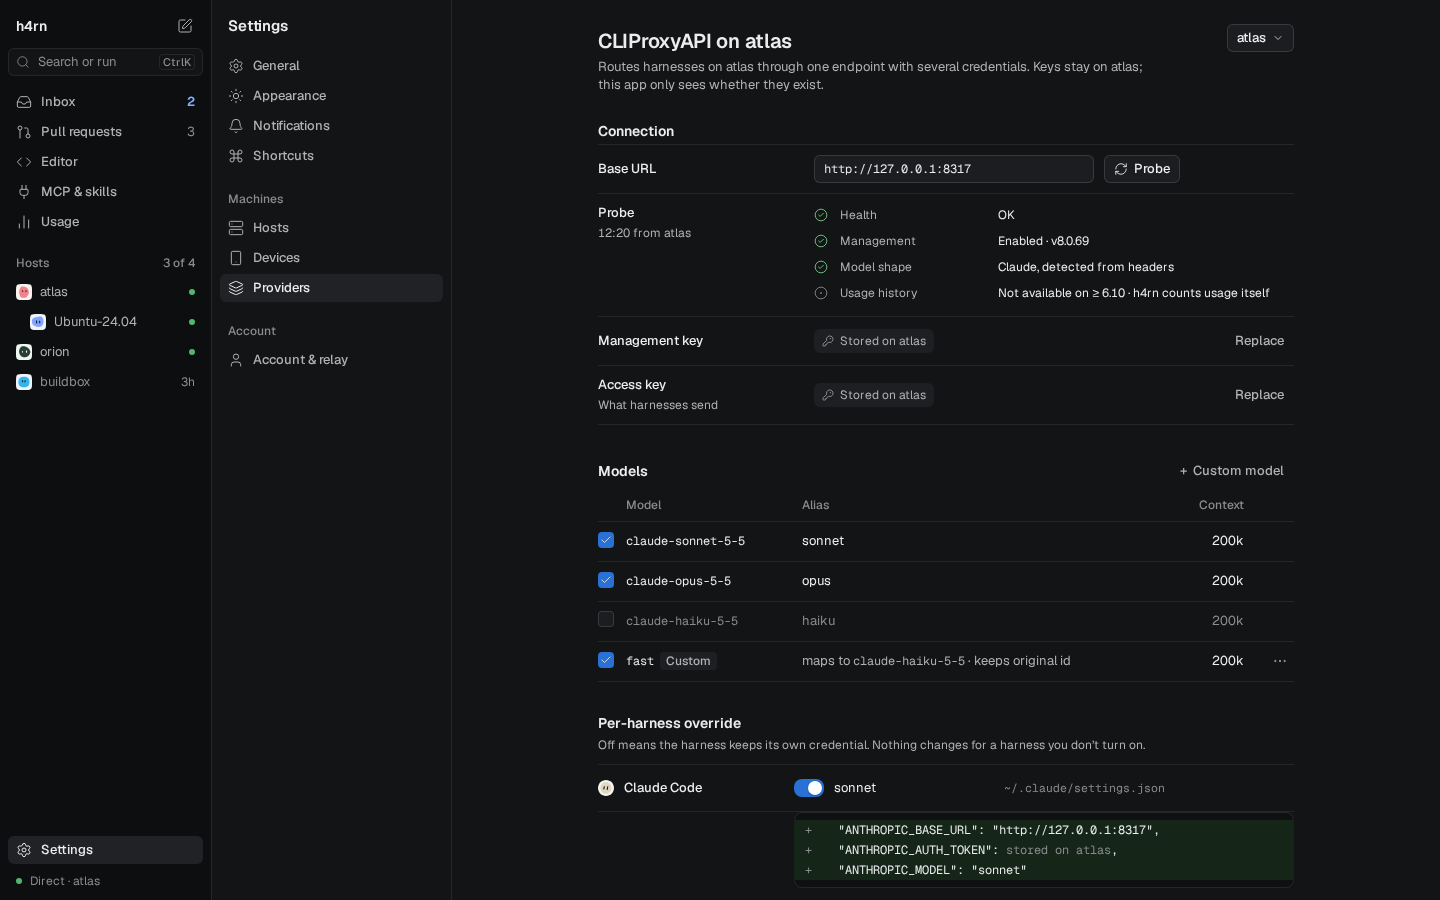 h4rn
Search or run
CtrlK
Inbox
2
Pull requests
3
Editor
MCP & skills
Usage
Hosts
3 of 4
atlas
Ubuntu-24.04
orion
buildbox
3h
Settings
Direct · atlas
Settings
General
Appearance
Notifications
Shortcuts
Machines
Hosts
Devices
Providers
Account
Account & relay
CLIProxyAPI on atlas
atlas
Routes harnesses on atlas through one endpoint with several credentials. Keys stay on atlas;
this app only sees whether they exist.
Connection
Base URL
http://127.0.0.1:8317
Probe
Probe
12:20 from atlas
Health
OK
Management
Enabled · v8.0.69
Model shape
Claude, detected from headers
Usage history
Not available on ≥ 6.10 · h4rn counts usage itself
Management key
Stored on atlas
Replace
Access key
What harnesses send
Stored on atlas
Replace
Models
+ Custom model
Model
Alias
Context
claude-sonnet-5-5
sonnet
200k
claude-opus-5-5
opus
200k
claude-haiku-5-5
haiku
200k
fast
Custom
maps to claude-haiku-5-5 · keeps original id
200k
Per-harness override
Off means the harness keeps its own credential. Nothing changes for a harness you don't turn on.
Claude Code
sonnet
~/.claude/settings.json
+ "ANTHROPIC_BASE_URL": "http://127.0.0.1:8317",
+ "ANTHROPIC_AUTH_TOKEN": stored on atlas,
+ "ANTHROPIC_MODEL": "sonnet"